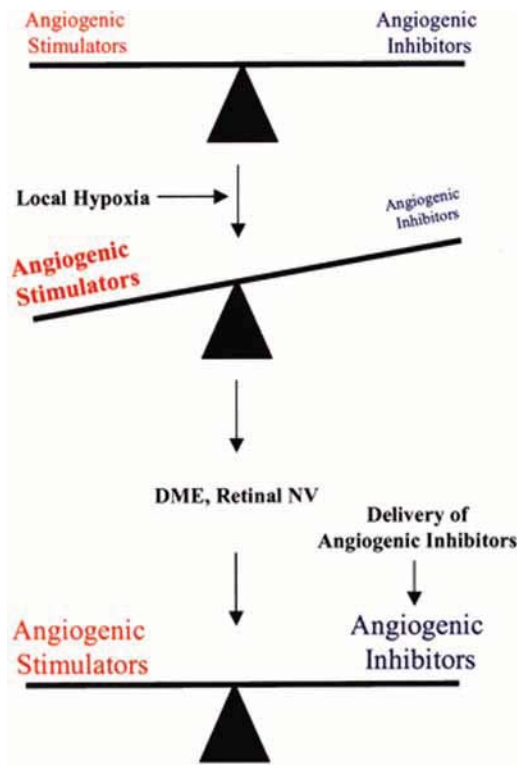 Angiogenic
Stimulators
Angiogenic
Inhibitors
Local Hypoxia
Angiogenic
Inhibitors
Angiogenic
Stimulators
DME, Retinal NV
Delivery of
Angiogenic Inhibitors
Angiogenic
Stimulators
Angiogenic
Inhibitors